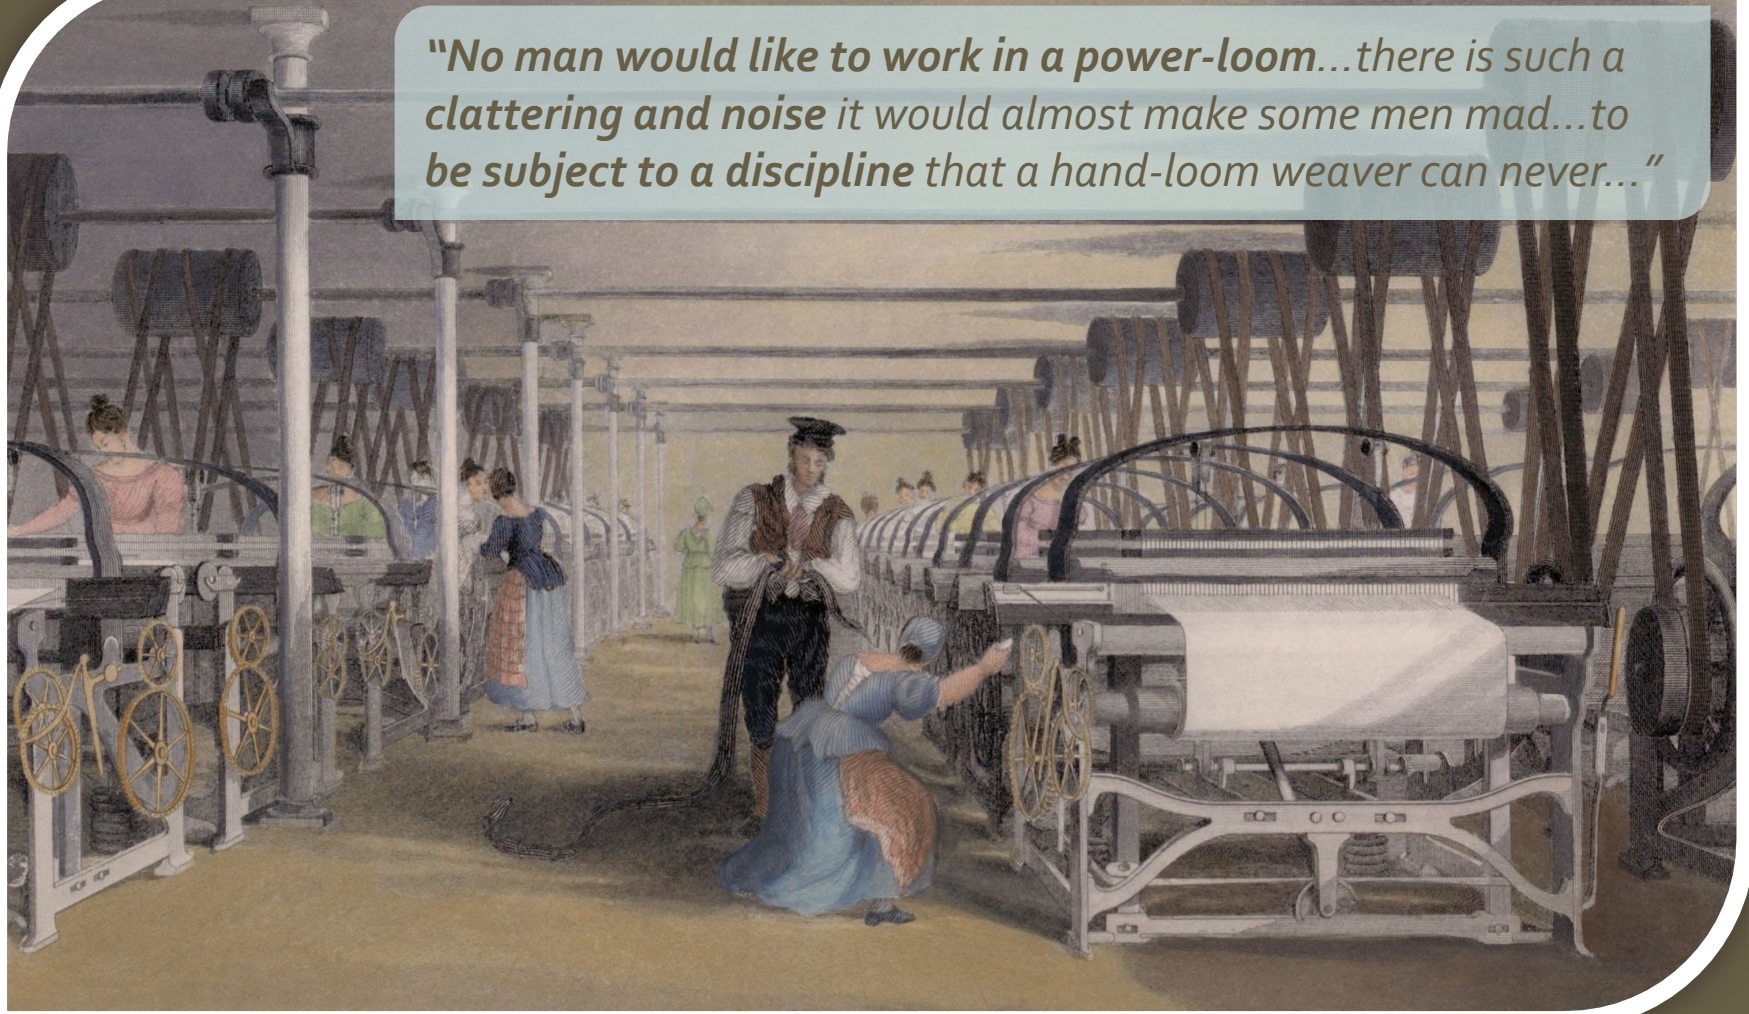 “No man would like to work in a power-loom...there is such a
clattering and noise it would almost make some men mad...to
be subject to a discipline that a hand-loom weaver can never...”